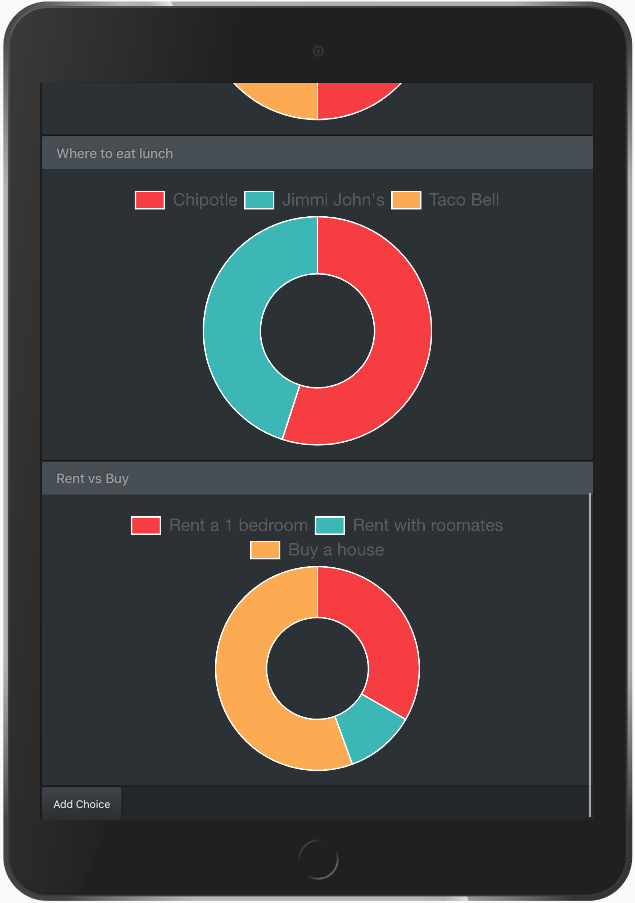 Where to eat lunch
Chipotle Jimmi John's Taco Bell
Rent vs Buy
Rent a 1 bedroom Rent with roomates
Buy a house
Add Choice